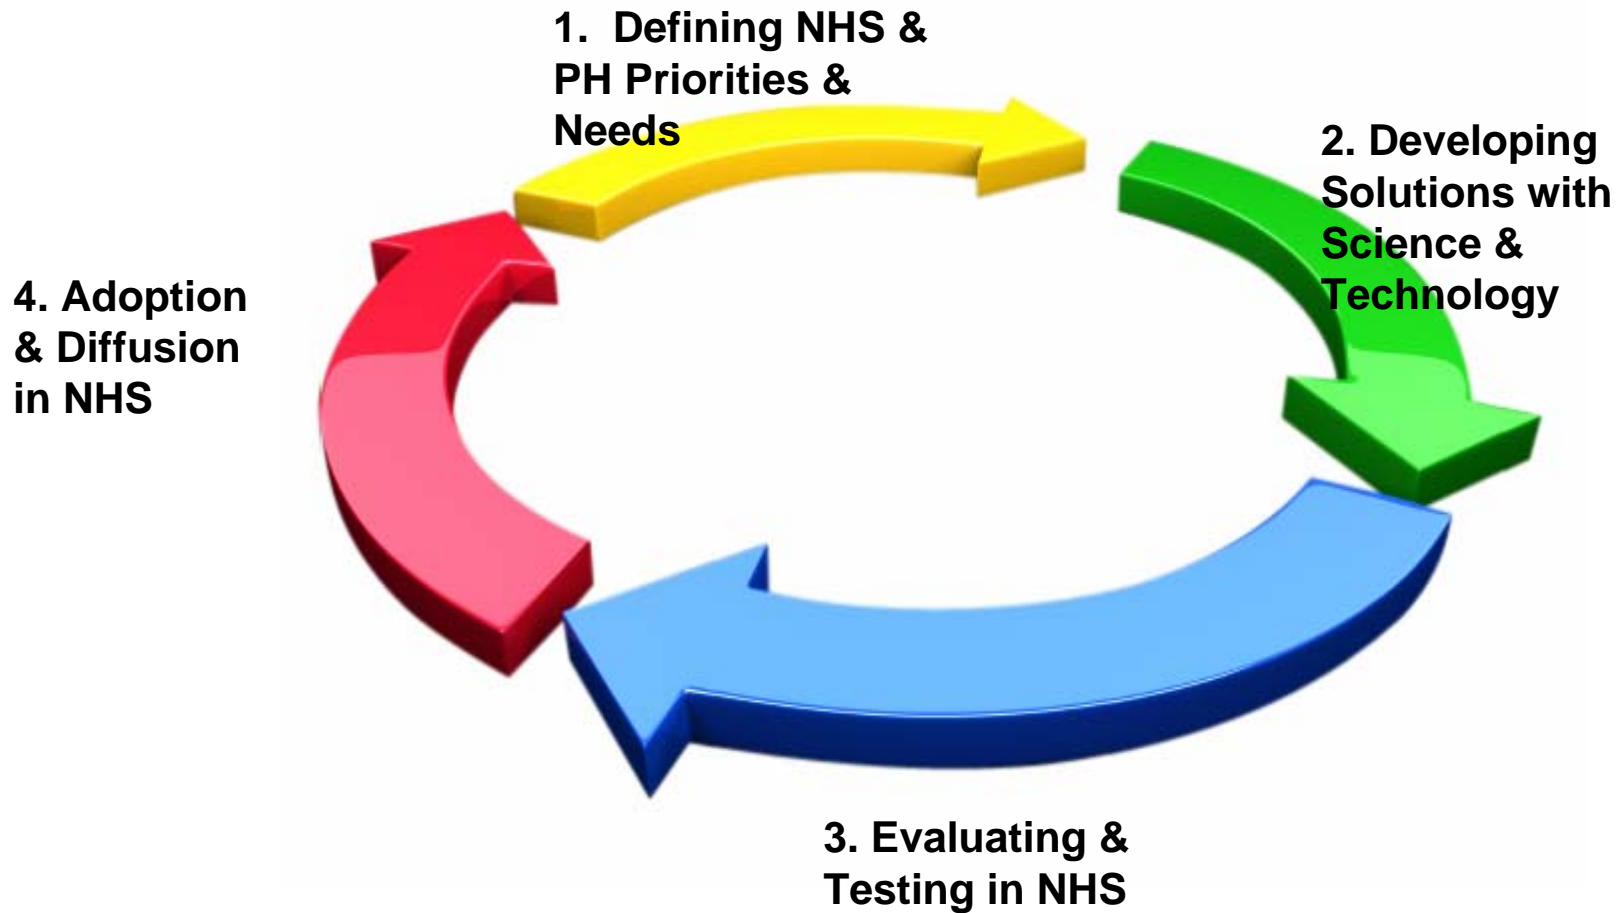 1. Defining NHS &
PH Priorities &
Needs
2. Developing
Solutions with
Science &
Technology
3. Evaluating &
Testing in NHS
4. Adoption
& Diffusion
in NHS